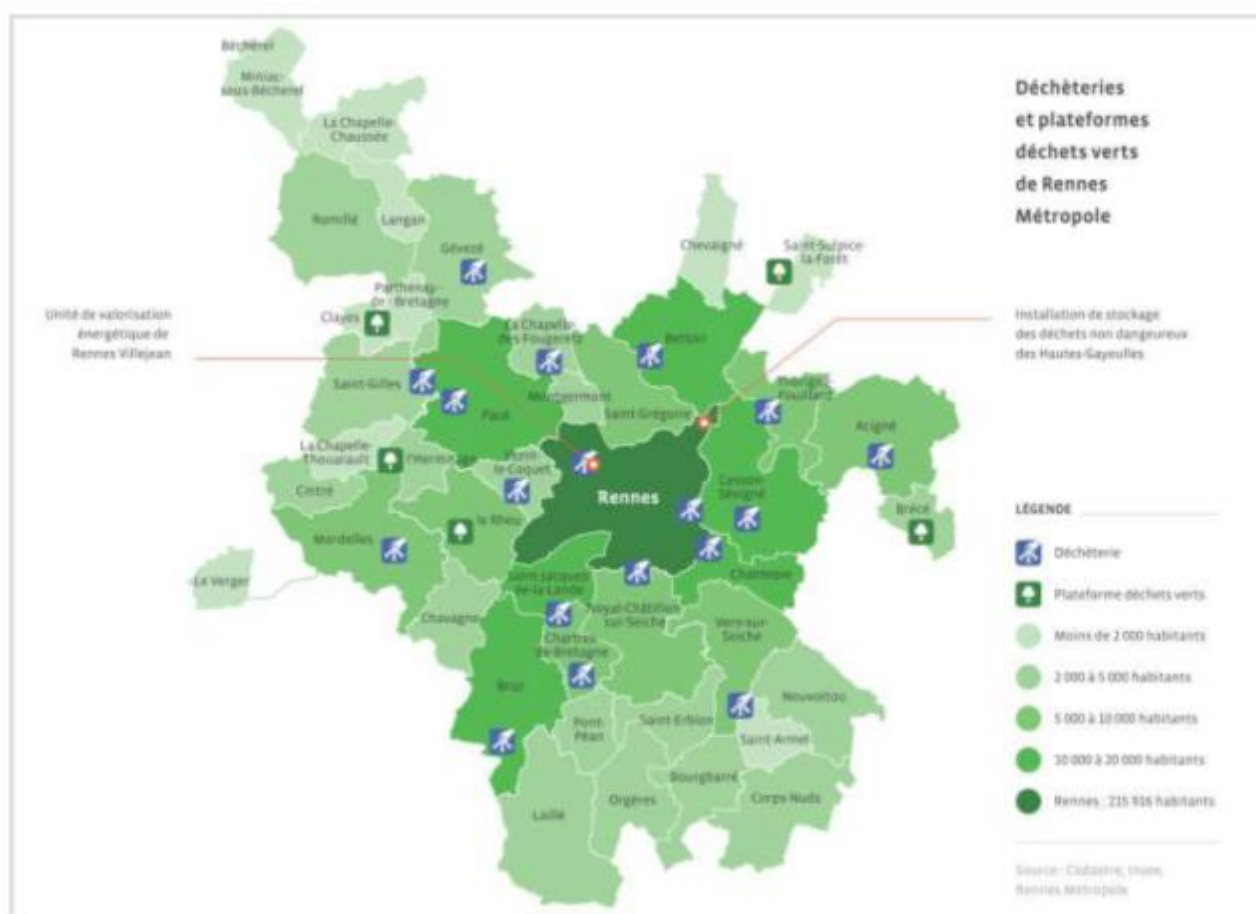 Déchèteries
et plateformes
déchets verts
de Rennes
Métropole
Bécherel
Miniac-
sous-Bécherel
La Chapelle-
Chaussée
Romillé
Langan
Gévezé
Chevaigné
Saint-Sulpice-
la-Forêt
Parthenay-
de-Bretagne
Clayes
Unité de valorisation
énergétique de
Rennes Villejean
La Chapelle-
des-Fougeretz
Betton
Installation de stockage
des déchets non dangeureux
des Hautes-Gayeulles
Saint-Gilles
Pacé
Montgermont
Saint-Grégoire
Thorigné-
Fouillard
Acigné
La Chapelle-
Thouarault
l'Hermitage
Vezin-
le-Coquet
Cintré
Rennes
Cesson-
Sévigné
Brécé
Mordelles
le Rheu
Le Verger
Saint-Jacques-
de-la-Lande
Chantepie
Chavagne
Noyal-Châtillon
sur-Seiche
Vern-sur-
Seiche
Chartres
de-Bretagne
Bruz
Nouvoitou
Pont-
Péan
Saint-Erblon
Saint-Armel
Bourgbarré
Laillé
Orgères
Corps-Nuds
LÉGENDE
Déchèterie
Plateforme déchets verts
Moins de 2 000 habitants
2 000 à 5 000 habitants
5 000 à 10 000 habitants
10 000 à 20 000 habitants
Rennes : 215 916 habitants
Source : Cadastre, Insee,
Rennes Métropole